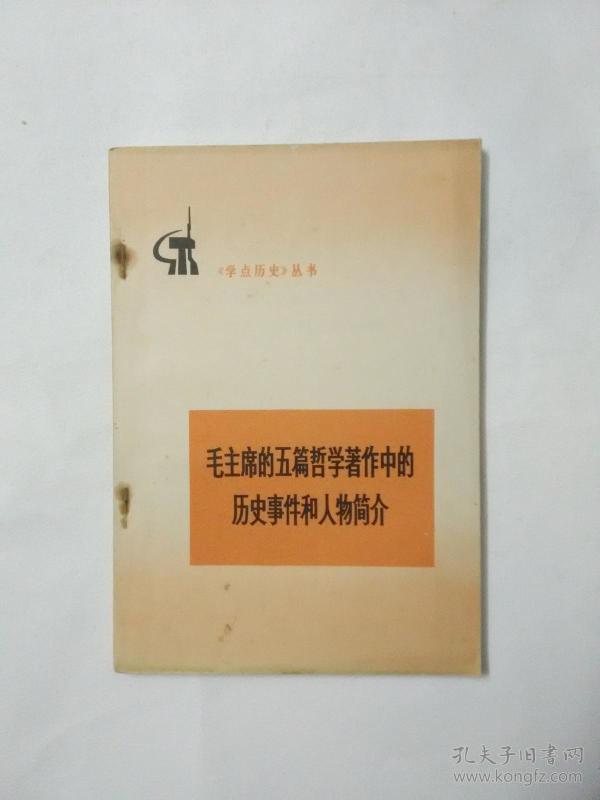 《学点历史》丛书
毛主席的五篇哲学著作中的
历史事件和人物简介
孔夫子旧书网
www.kongfz.com